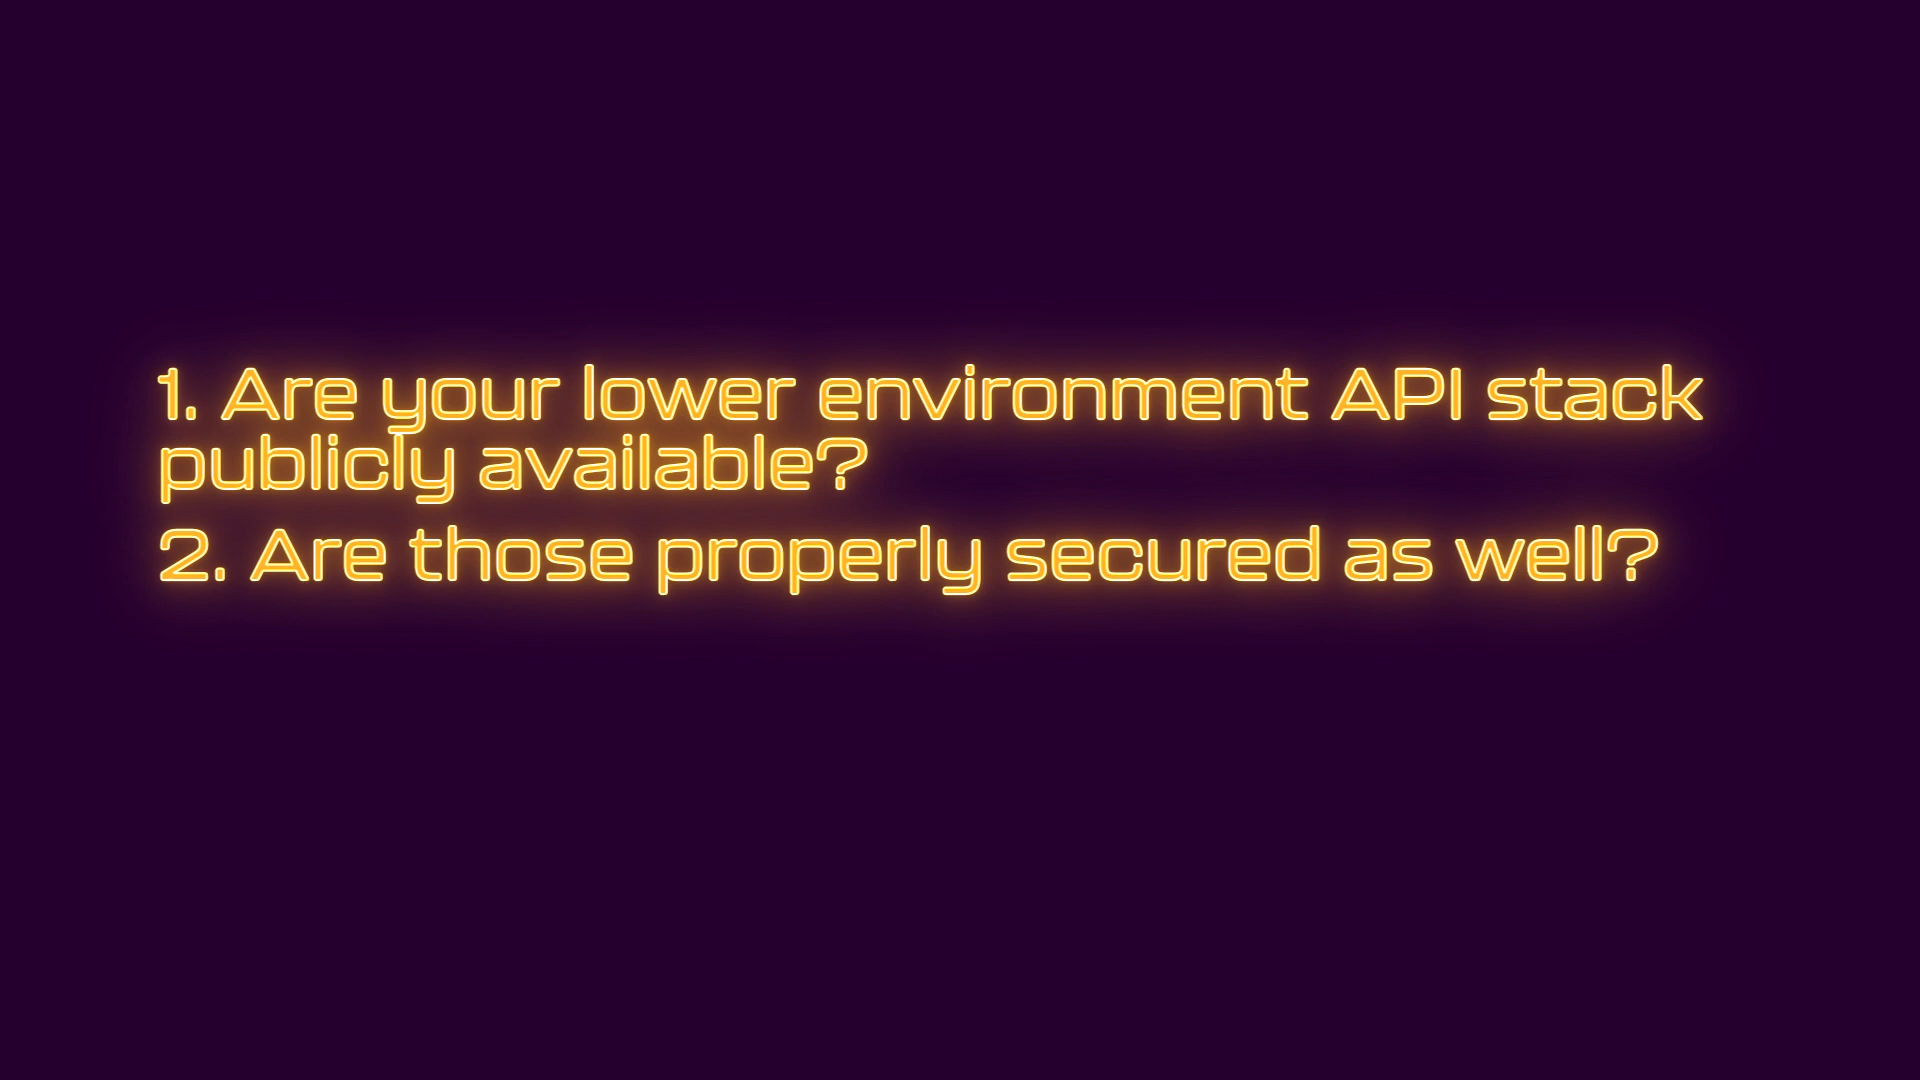 1. Are your lower environment API stack
publicly available?
2. Are those properly secured as well?